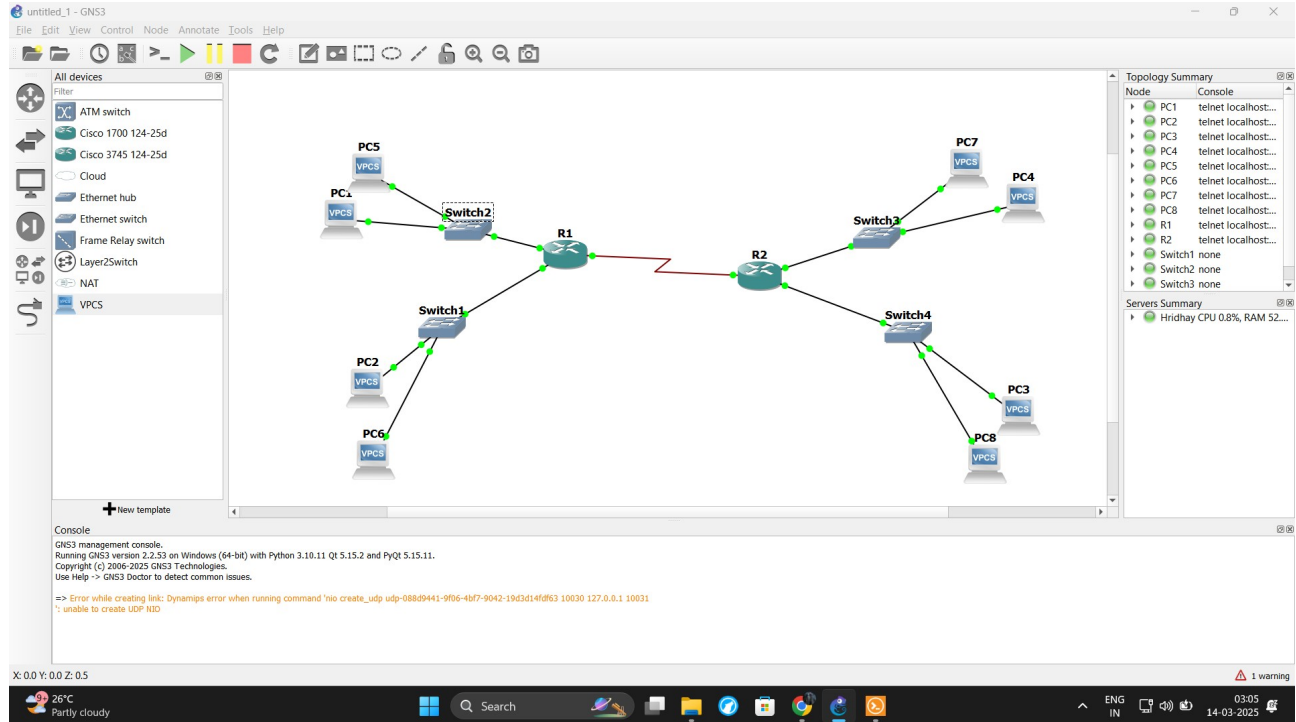 untitled_1 - GNS3
File Edit View Control Node Annotate Tools Help
All devices
Filter
ATM switch
Cisco 1700 124-25d
Cisco 3745 124-25d
Cloud
Ethernet hub
Ethernet switch
Frame Relay switch
Layer2Switch
NAT
VPCS
New template
PC5
VPCS
PC1
VPCS
Switch2
R1
Switch1
PC2
VPCS
PC6
VPCS
PC7
VPCS
PC4
VPCS
Switch3
R2
Switch4
PC3
VPCS
PC8
VPCS
Topology Summary
Node Console
PC1 telnet localhost:...
PC2 telnet localhost:...
PC3 telnet localhost:...
PC4 telnet localhost:...
PC5 telnet localhost:...
PC6 telnet localhost:...
PC7 telnet localhost:...
PC8 telnet localhost:...
R1 telnet localhost:...
R2 telnet localhost:...
Switch1 none
Switch2 none
Switch3 none
Servers Summary
Hridhay CPU 0.8%, RAM 52....
Console
GNS3 management console.
Running GNS3 version 2.2.53 on Windows (64-bit) with Python 3.10.11 Qt 5.15.2 and PyQt 5.15.11.
Copyright (c) 2006-2025 GNS3 Technologies.
Use Help -> GNS3 Doctor to detect common issues.
=> Error while creating link: Dynamips error when running command 'nio create_udp udp-088d9441-9f06-4bf7-9042-19d3d14fdf63 10030 127.0.0.1 10031
': unable to create UDP NIO
X: 0.0 Y: 0.0 Z: 0.5
1 warning
9+
26°C
Partly cloudy
Search
ENG
IN
03:05
14-03-2025